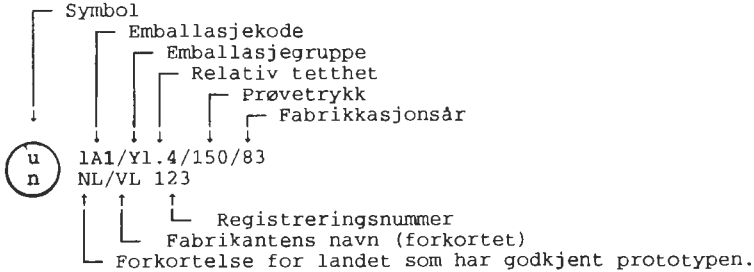 Symbol
Emballasjekode
Emballasjegruppe
Relativ tetthet
Prøvetrykk
Fabrikkasjonsår
u 1A1/Y1.4/150/83
n NL/VL 123
Registreringsnummer
Fabrikantens navn (forkortet)
Forkortelse for landet som har godkjent prototypen.